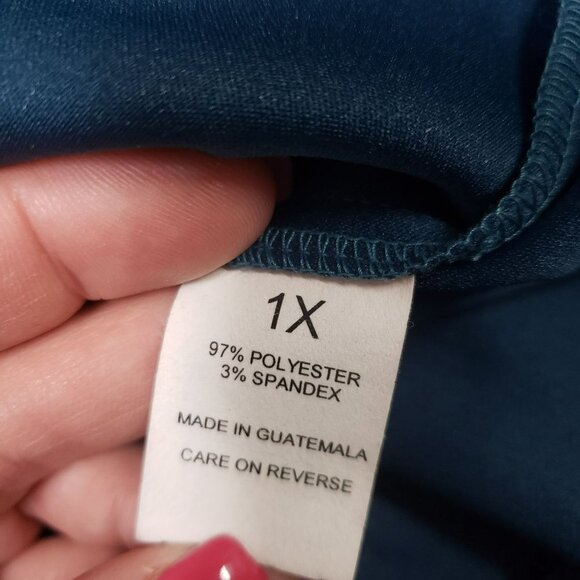 1X
97% POLYESTER
3% SPANDEX
MADE IN GUATEMALA
CARE ON REVERSE